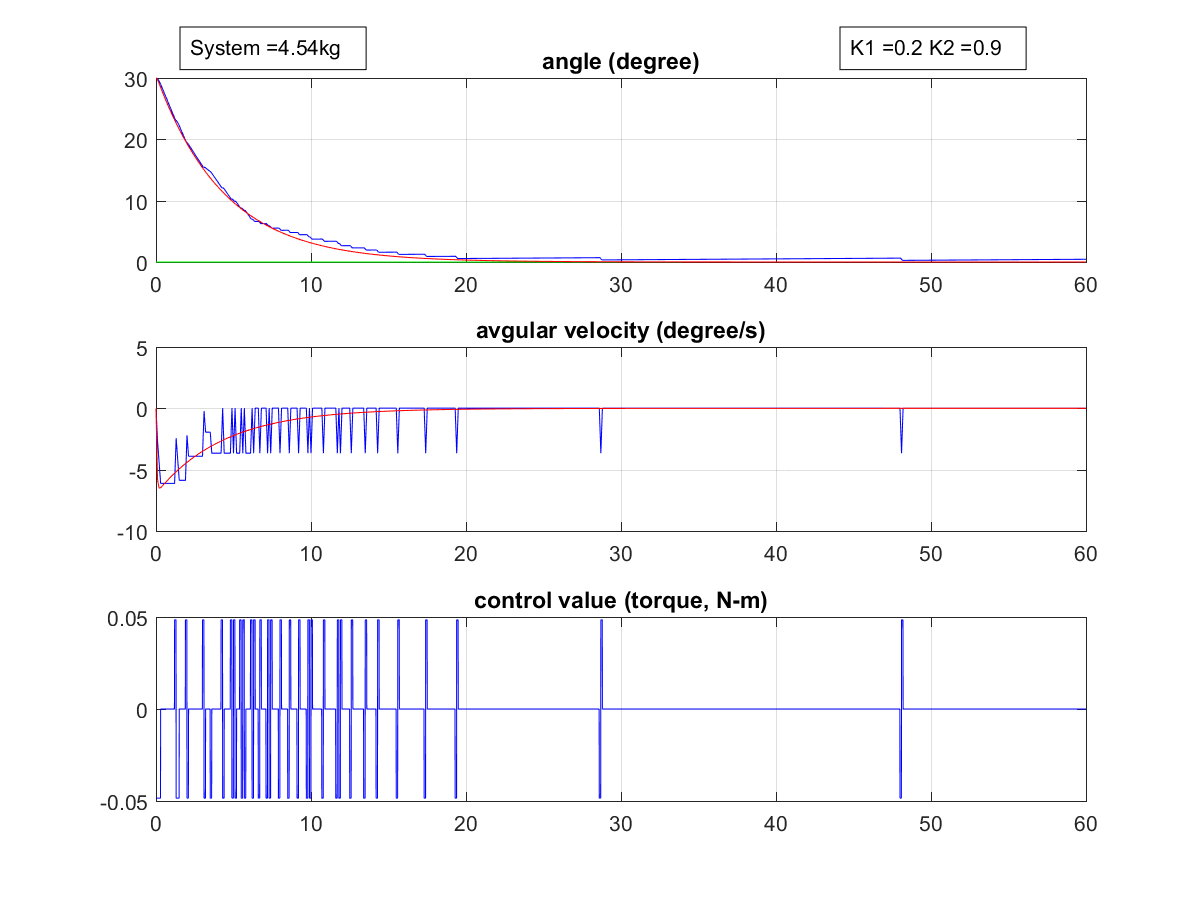 System =4.54kg
K1 =0.2 K2 =0.9
angle (degree)
30
20
10
0
0 10 20 30 40 50 60
avgular velocity (degree/s)
5
0
-5
-10
0 10 20 30 40 50 60
control value (torque, N-m)
0.05
0
-0.05
0 10 20 30 40 50 60